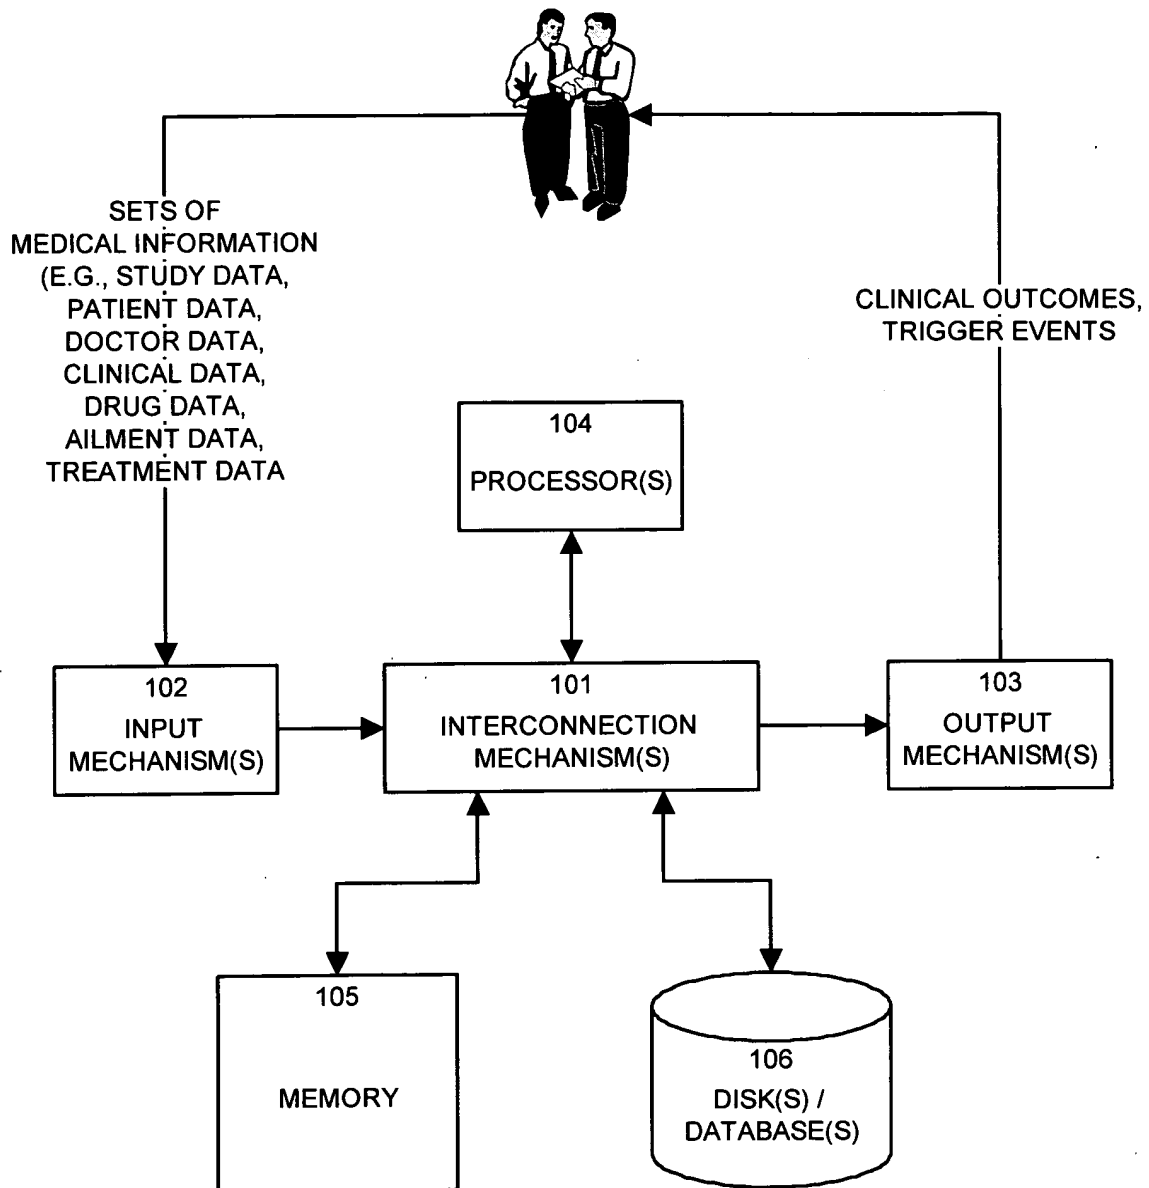 SETS OF
MEDICAL INFORMATION
(E.G., STUDY DATA,
PATIENT DATA,
DOCTOR DATA,
CLINICAL DATA,
DRUG DATA,
AILMENT DATA,
TREATMENT DATA
CLINICAL OUTCOMES,
TRIGGER EVENTS
104
PROCESSOR(S)
102
INPUT
MECHANISM(S)
101
INTERCONNECTION
MECHANISM(S)
103
OUTPUT
MECHANISM(S)
105
MEMORY
106
DISK(S) /
DATABASE(S)